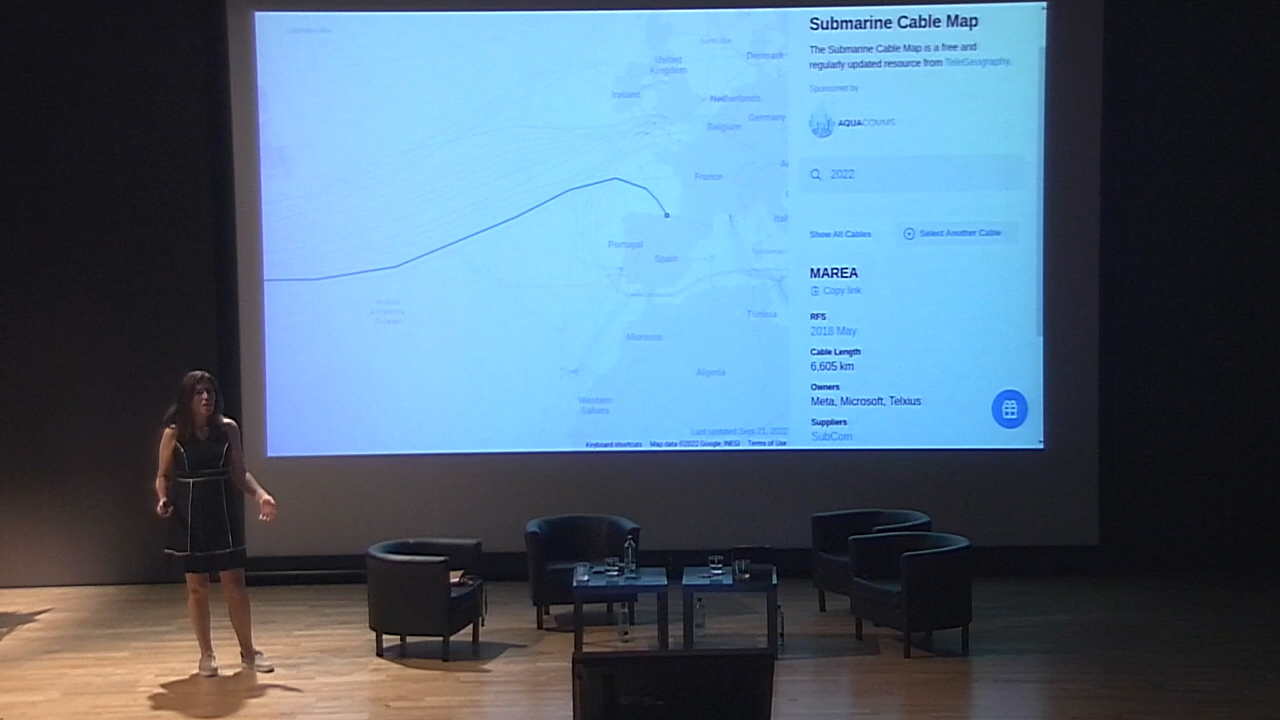 Submarine Cable Map
The Submarine Cable Map is a free and
regularly updated resource from TeleGeography.
Sponsored by
AQUACOMMS
2022
Show All Cables
Select Another Cable
MAREA
Copy link
RFS
2018 May
Cable Length
6,605 km
Owners
Meta, Microsoft, Telxius
Suppliers
SubCom
United
Kingdom
Denmark
Ireland
Netherlands
Germany
Belgium
France
Portugal
Spain
Tunisia
Morocco
Algeria
Western
Sahara
Last updated Sept 21, 2022
Keyboard shortcuts
Map data ©2022 Google, INEGI
Terms of Use